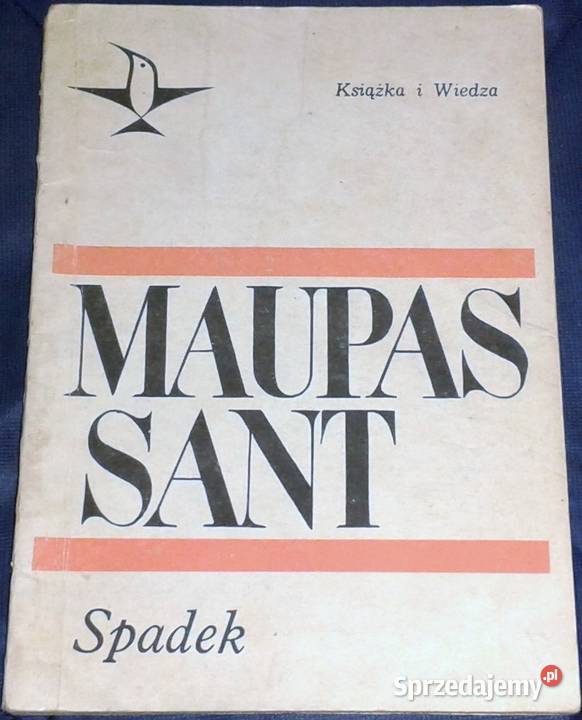 Książka i Wiedza
MAUPAS
SANT
Spadek
Sprzedajemy.pl